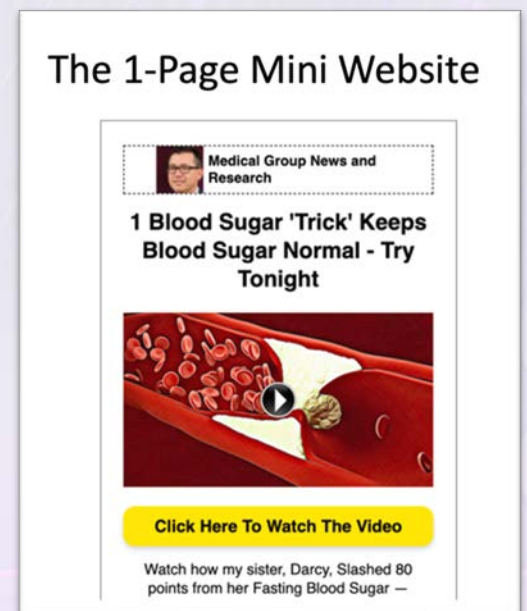 The 1-Page Mini Website
Medical Group News and
Research
1 Blood Sugar 'Trick' Keeps
Blood Sugar Normal - Try
Tonight
Click Here To Watch The Video
Watch how my sister, Darcy, Slashed 80
points from her Fasting Blood Sugar —